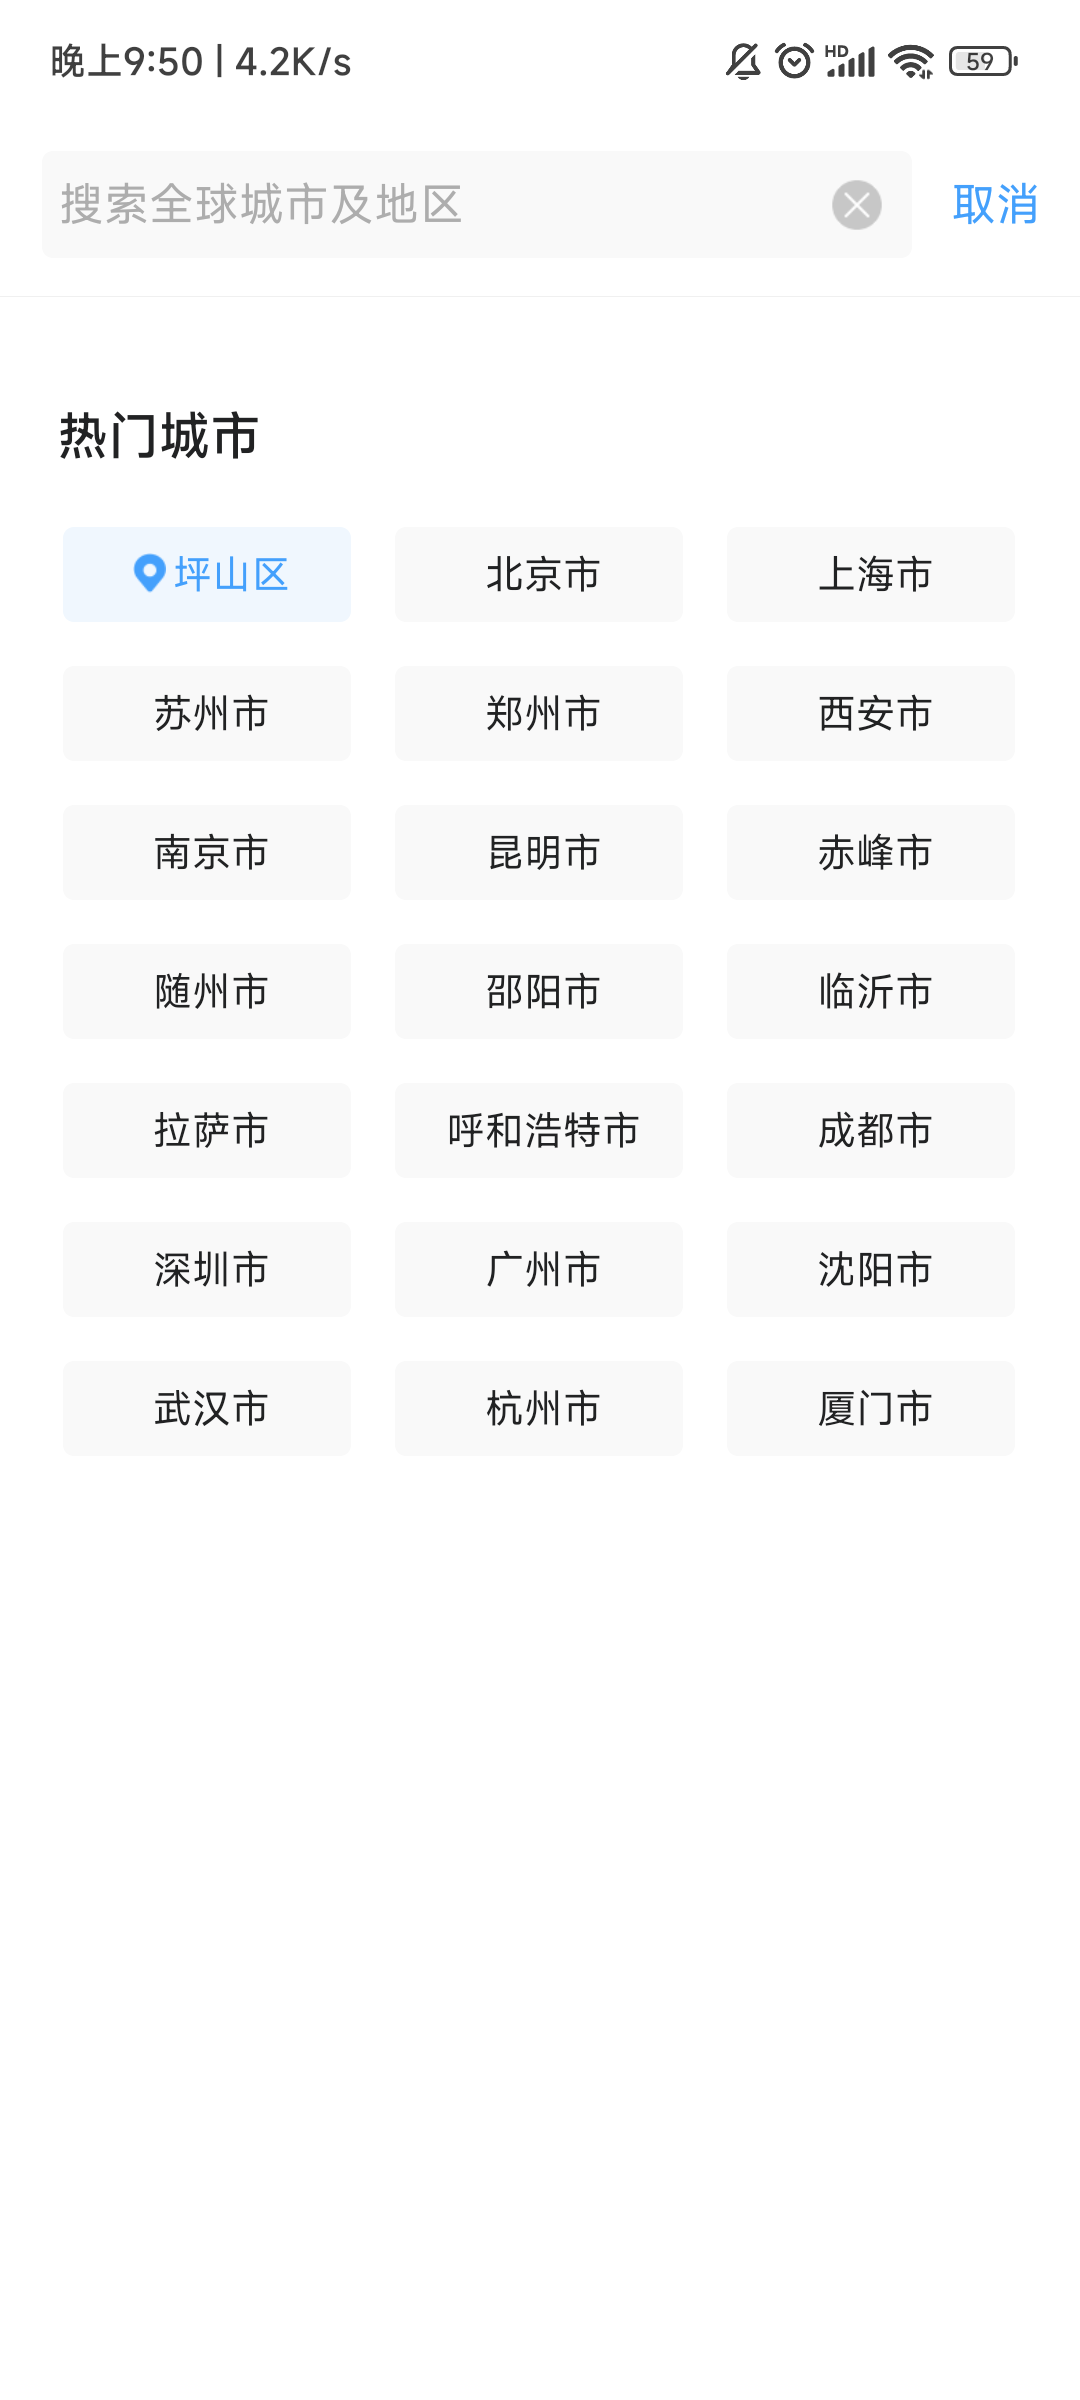 晚上9:50 | 4.2K/s HD 59
搜索全球城市及地区 取消
热门城市
坪山区 北京市 上海市
苏州市 郑州市 西安市
南京市 昆明市 赤峰市
随州市 邵阳市 临沂市
拉萨市 呼和浩特市 成都市
深圳市 广州市 沈阳市
武汉市 杭州市 厦门市